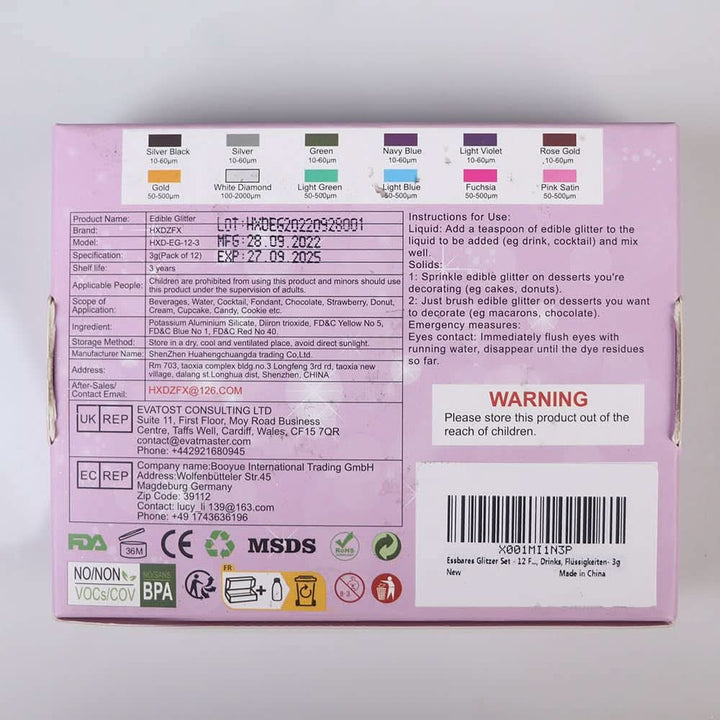 Silver Black Silver Green Navy Blue Light Violet Rose Gold
10-60μm 10-60μm 10-60μm 10-60μm 10-60μm 10-60μm
Gold White Diamond Light Green Light Blue Fuchsia Pink Satin
50-500μm 100-2000μm 50-500μm 50-500μm 50-500μm 50-500μm
Product Name: Edible Glitter
Brand: HXDZFX
Model: HXD-EG-12-3
Specification: 3g(Pack of 12)
Shelf life: 3 years
LOT:HXDEG20220928001
MFG:28.09.2022
EXP:27.09.2025
Applicable People: Children are prohibited from using this product and minors should use
this product under the supervision of adults.
Scope of
Application:
Beverages, Water, Cocktail, Fondant, Chocolate, Strawberry, Donut,
Cream, Cupcake, Candy, Cookie etc.
Ingredient: Potassium Aluminium Silicate, Diiron trioxide, FD&C Yellow No 5,
FD&C Blue No 1, FD&C Red No 40.
Storage Method: Store in a dry, cool and ventilated place, avoid direct sunlight.
Manufacturer Name: ShenZhen Huahengchuangda trading Co,Ltd.
Address: Rm 703, taoxia complex bldg.no.3 Longfeng 3rd rd, taoxia new
village, dalang st.Longhua dist, Shenzhen, CHINA
After-Sales/
Contact Email:
HXDZFX@126.COM
UK REP
EVATOST CONSULTING LTD
Suite 11, First Floor, Moy Road Business
Centre, Taffs Well, Cardiff, Wales, CF15 7QR
contact@evatmaster.com
Phone: +442921680945
EC REP
Company name:Booyue International Trading GmbH
Address:Wolfenbütteler Str.45
Magdeburg Germany
Zip Code: 39112
Contact: lucy_li 139@163.com
Phone: +49 1743636196
FDA 36M CE MSDS RoHS
NO/NON
VOCs/COV
NO/SANS
BPA
FR
8-3
Instructions for Use:
Liquid: Add a teaspoon of edible glitter to the
liquid to be added (eg drink, cocktail) and mix
well.
Solids:
1: Sprinkle edible glitter on desserts you're
decorating (eg cakes, donuts).
2: Just brush edible glitter on desserts you want
to decorate (eg macarons, chocolate).
Emergency measures:
Eyes contact: Immediately flush eyes with
running water, disappear until the dye residues
so far.
WARNING
Please store this product out of the
reach of children.
X001MI1N3P
Essbares Glitzer Set - 12 F..., Drinks, Flüssigkeiten- 3g
New Made in China